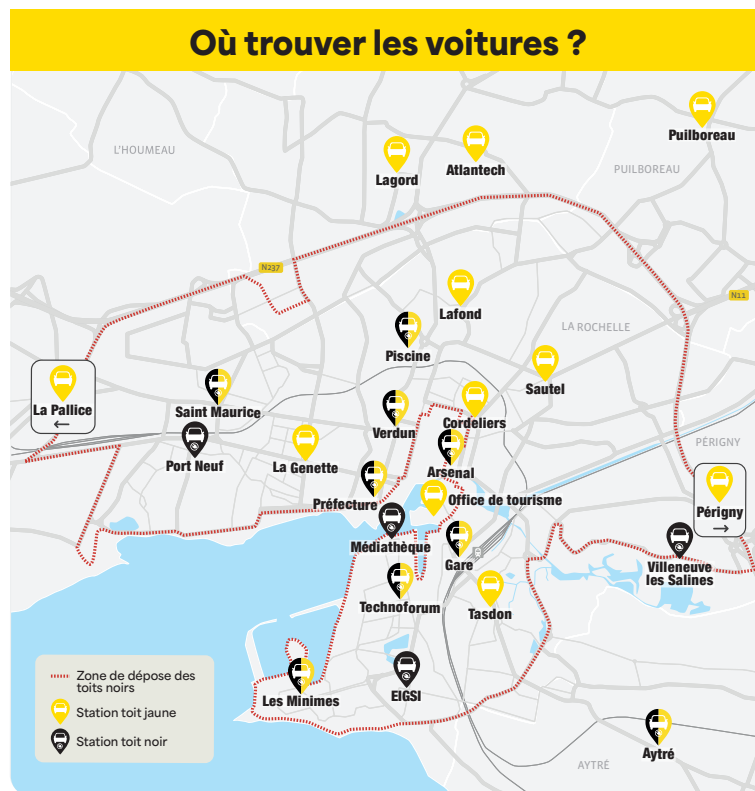 Où trouver les voitures ?
Puilboreau
L'HOUMEAU
Atlantech
Lagord
PUILBOREAU
N237
N11
Lafond
LA ROCHELLE
Piscine
Sautel
La Pallice
←
Saint Maurice
Cordeliers
Verdun
PÉRIGNY
Port Neuf
La Genette
Arsenal
Préfecture
Office de tourisme
Périgny
→
Médiathèque
Gare
Villeneuve
les Salines
Technoforum
Tasdon
Les Minimes
EIGSI
Aytré
AYTRÉ
Zone de dépose des
toits noirs
Station toit jaune
Station toit noir